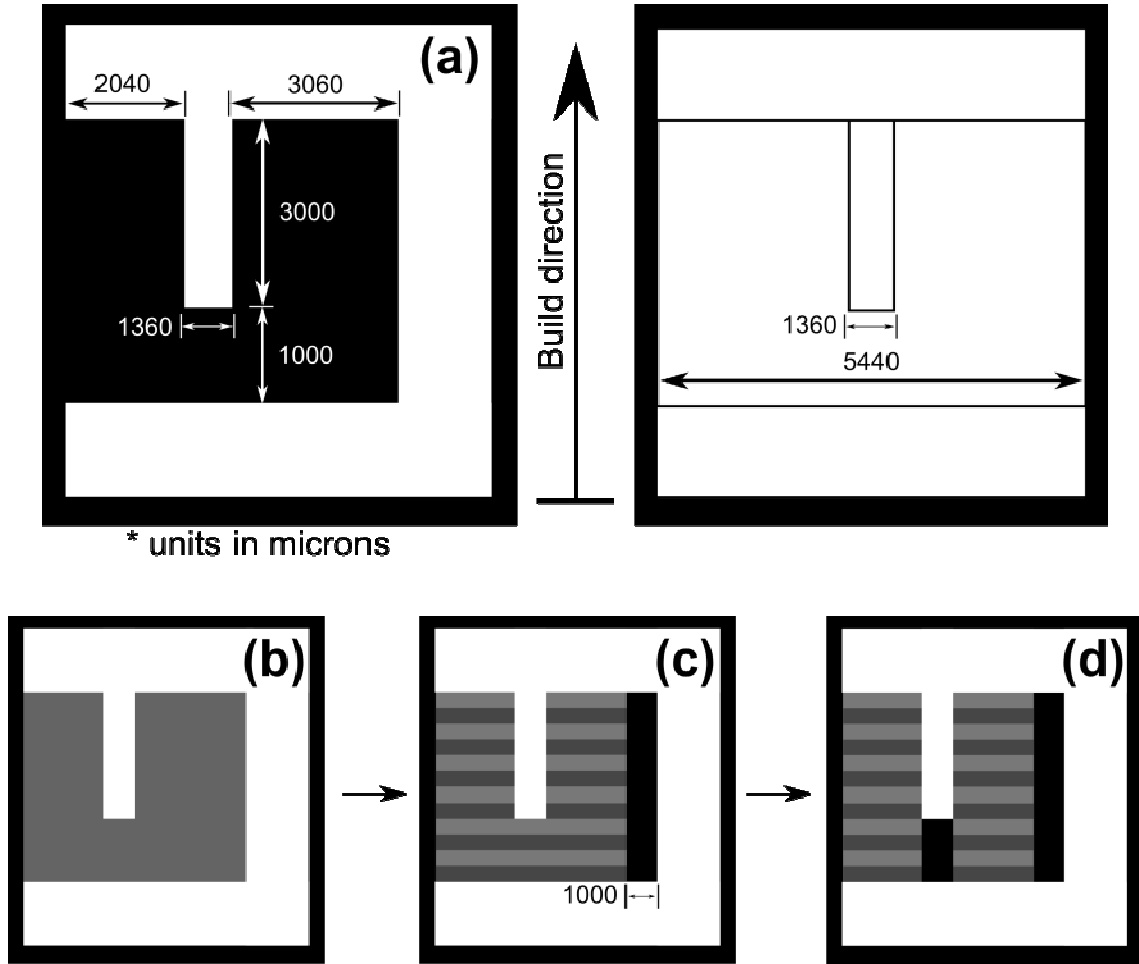 (a)
2040
3060
3000
1360
1000
* units in microns
Build direction
1360
5440
(b)
(c)
1000
(d)